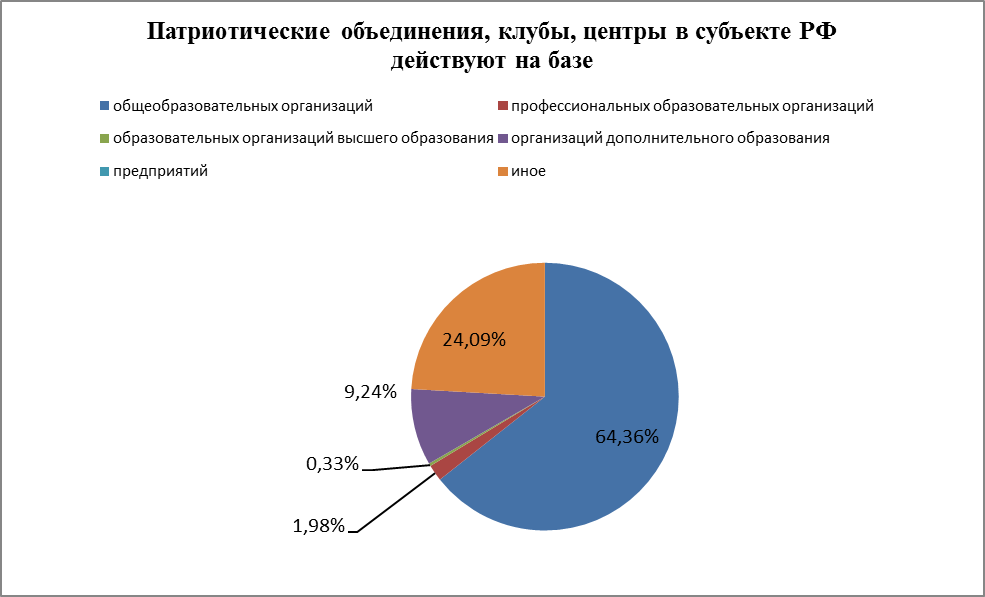 Патриотические объединения, клубы, центры в субъекте РФ
действуют на базе
общеобразовательных организаций
профессиональных образовательных организаций
образовательных организаций высшего образования
организаций дополнительного образования
предприятий
иное
24,09%
9,24%
64,36%
0,33%
1,98%